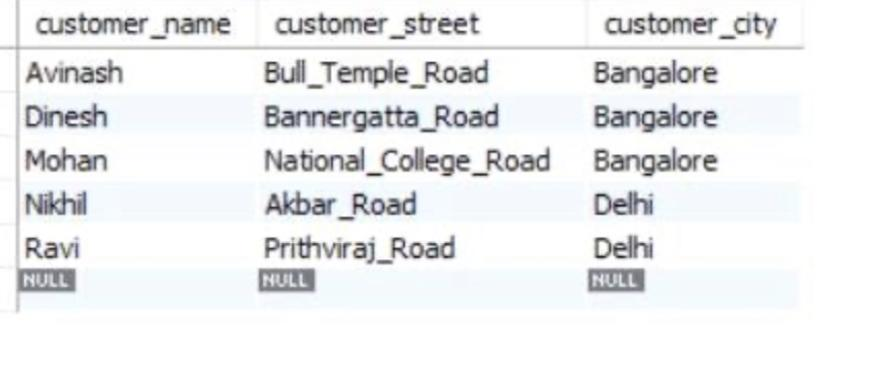 customer_name customer_street customer_city
Avinash Bull_Temple_Road Bangalore
Dinesh Bannergatta_Road Bangalore
Mohan National_College_Road Bangalore
Nikhil Akbar_Road Delhi
Ravi Prithviraj_Road Delhi
NULL NULL NULL